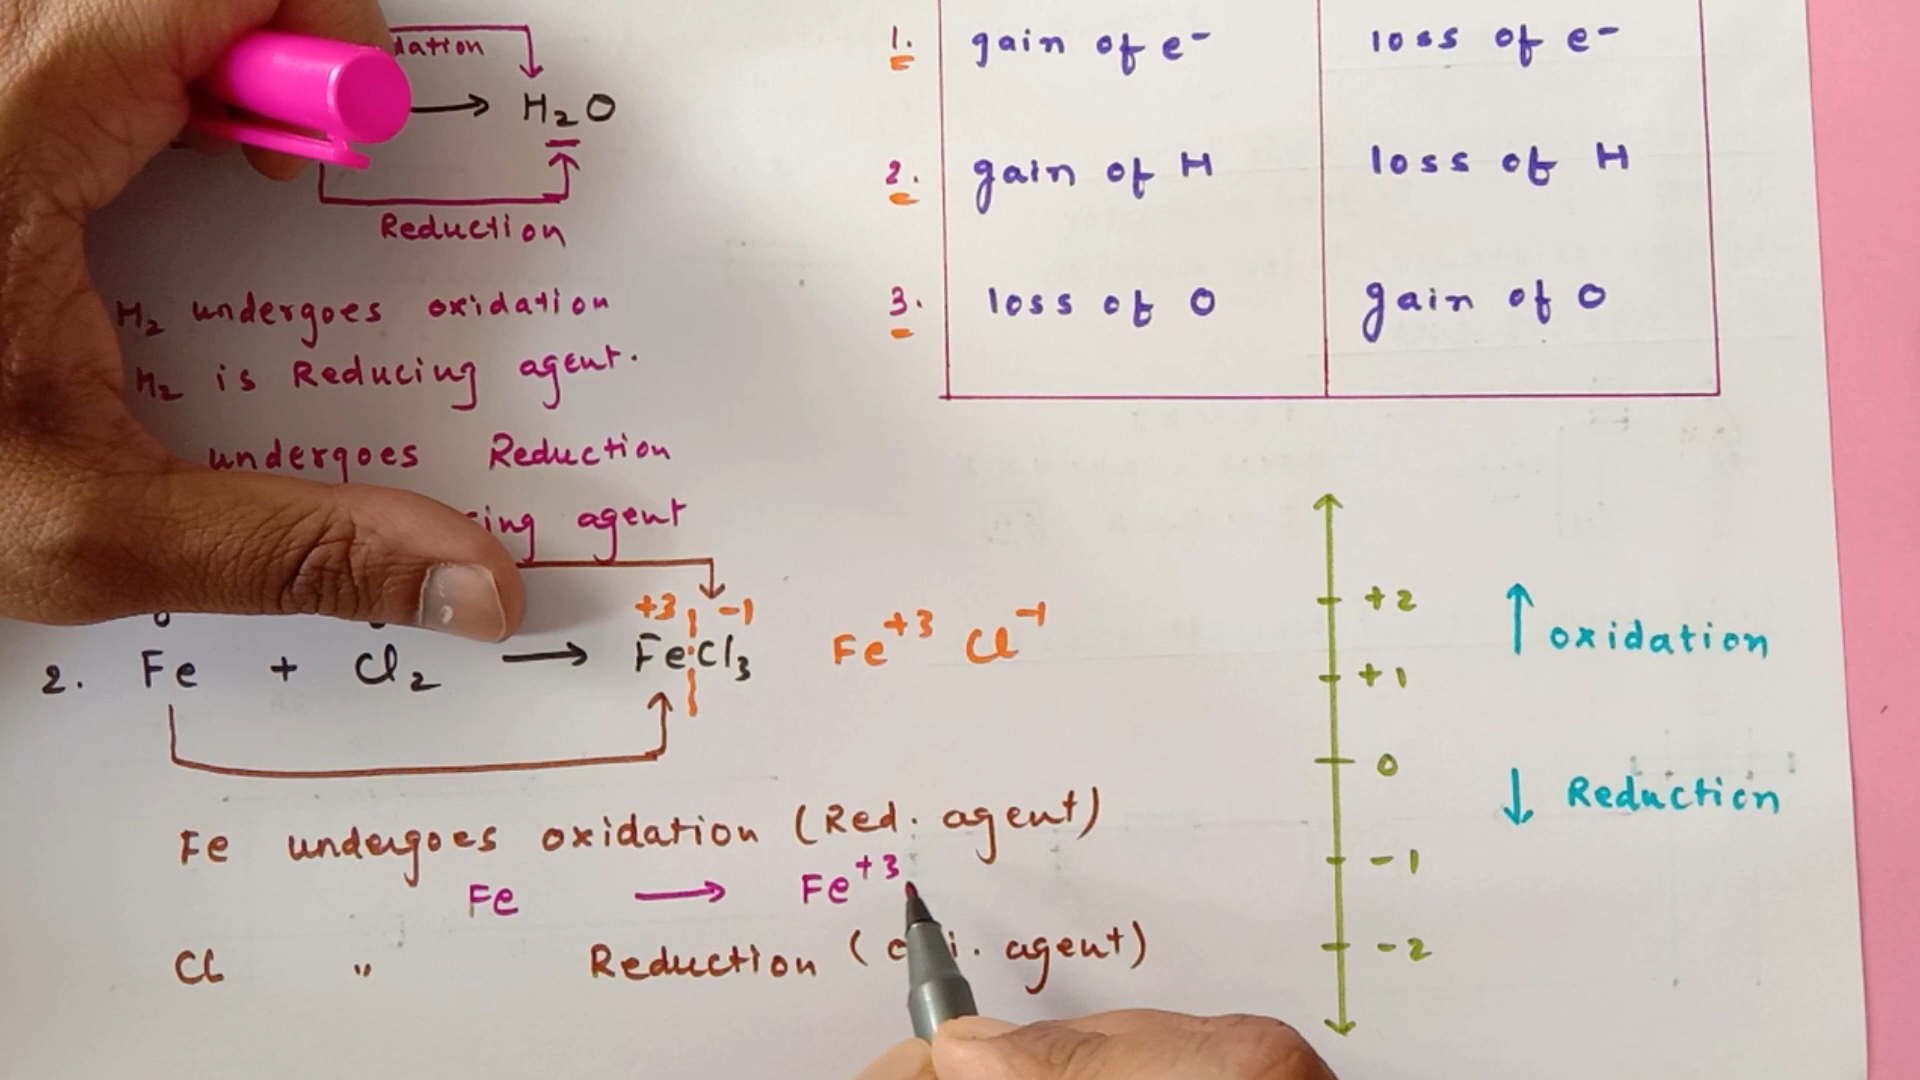 H₂O
Reduction
H₂ undergoes oxidation
H₂ is Reducing agent.
undergoes Reduction
agent
1. gain of e⁻ loss of e⁻
2. gain of H loss of H
3. loss of O gain of O
+3 -1
2. Fe + Cl₂ → FeCl₃ Fe⁺³ Cl⁻¹
Fe undergoes oxidation (Red. agent)
Fe → Fe⁺³
Cl " Reduction ( agent)
+2
+1
0
-1
-2
↑ oxidation
↓ Reduction